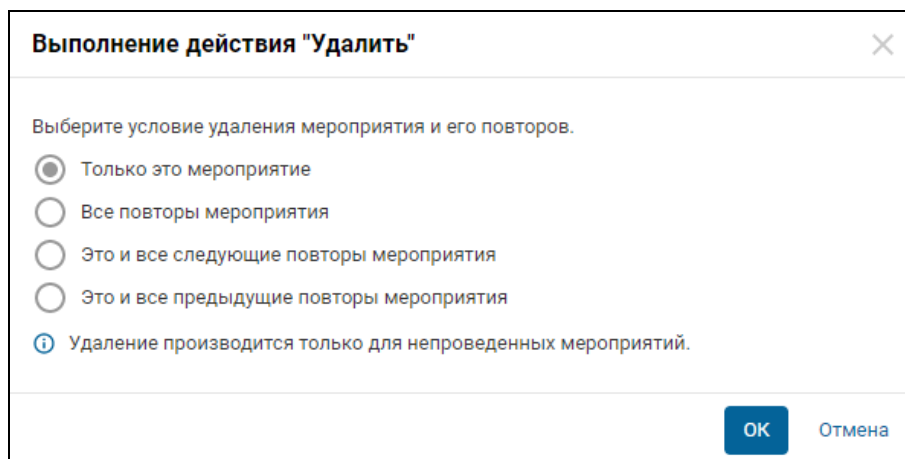 Выполнение действия "Удалить"
Выберите условие удаления мероприятия и его повторов.
Только это мероприятие
Все повторы мероприятия
Это и все следующие повторы мероприятия
Это и все предыдущие повторы мероприятия
Удаление производится только для непроведенных мероприятий.
ОК Отмена